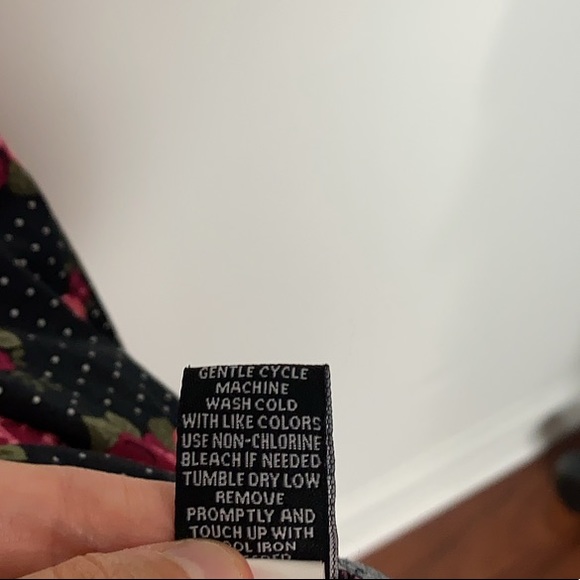 GENTLE CYCLE
MACHINE
WASH COLD
WITH LIKE COLORS
USE NON-CHLORINE
BLEACH IF NEEDED
TUMBLE DRY LOW
REMOVE
PROMPTLY AND
TOUCH UP WITH
IRON